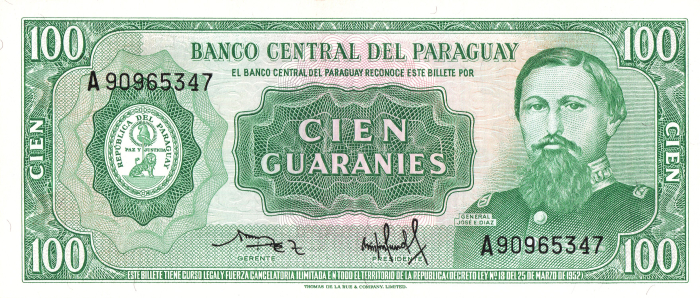 100 BANCO CENTRAL DEL PARAGUAY 100
EL BANCO CENTRAL DEL PARAGUAY RECONOCE ESTE BILLETE POR
A 90965347
CIEN
REPUBLICA DEL PARAGUAY
PAZ Y JUSTICIA
CIEN
GUARANIES
CIEN
GENERAL
JOSE E. DIAZ
A 90965347
GERENTE PRESIDENTE
100 100
ESTE BILLETE TIENE CURSO LEGAL Y FUERZA CANCELATORIA ILIMITADA EN TODO EL TERRITORIO DE LA REPUBLICA (DECRETO LEY Nº 18 DEL 25 DE MARZO DE 1952).
THOMAS DE LA RUE & COMPANY, LIMITED.